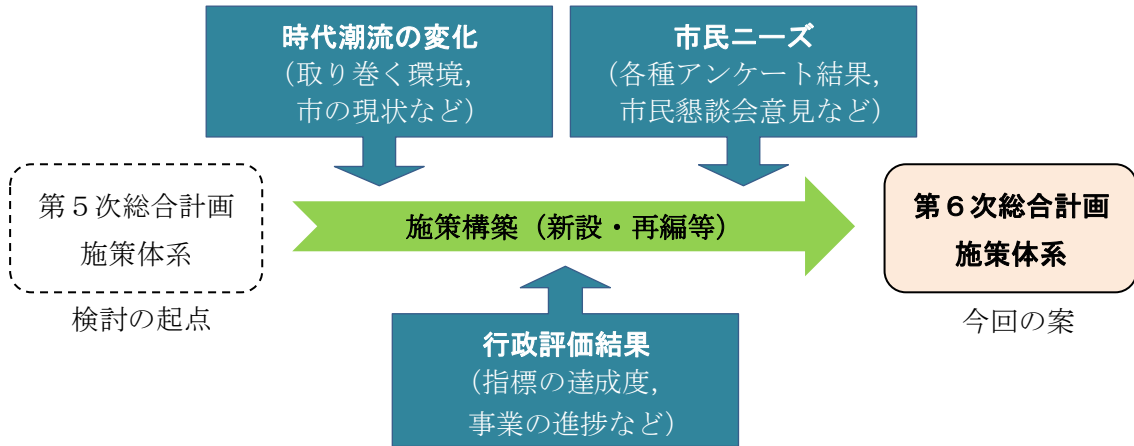 時代潮流の変化
（取り巻く環境，
市の現状など）
市民ニーズ
（各種アンケート結果，
市民懇談会意見など）
第５次総合計画
施策体系
検討の起点
施策構築（新設・再編等）
第６次総合計画
施策体系
今回の案
行政評価結果
（指標の達成度，
事業の進捗など）